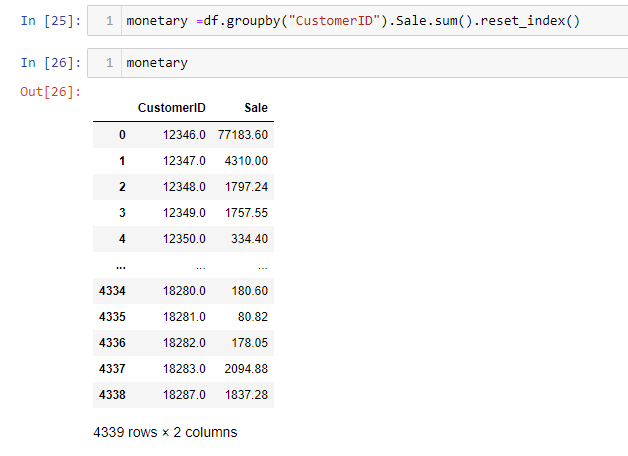 In [25]: 1 monetary =df.groupby("CustomerID").Sale.sum().reset_index()
In [26]: 1 monetary
Out[26]:
CustomerID Sale
0 12346.0 77183.60
1 12347.0 4310.00
2 12348.0 1797.24
3 12349.0 1757.55
4 12350.0 334.40
... ... ...
4334 18280.0 180.60
4335 18281.0 80.82
4336 18282.0 178.05
4337 18283.0 2094.88
4338 18287.0 1837.28
4339 rows × 2 columns